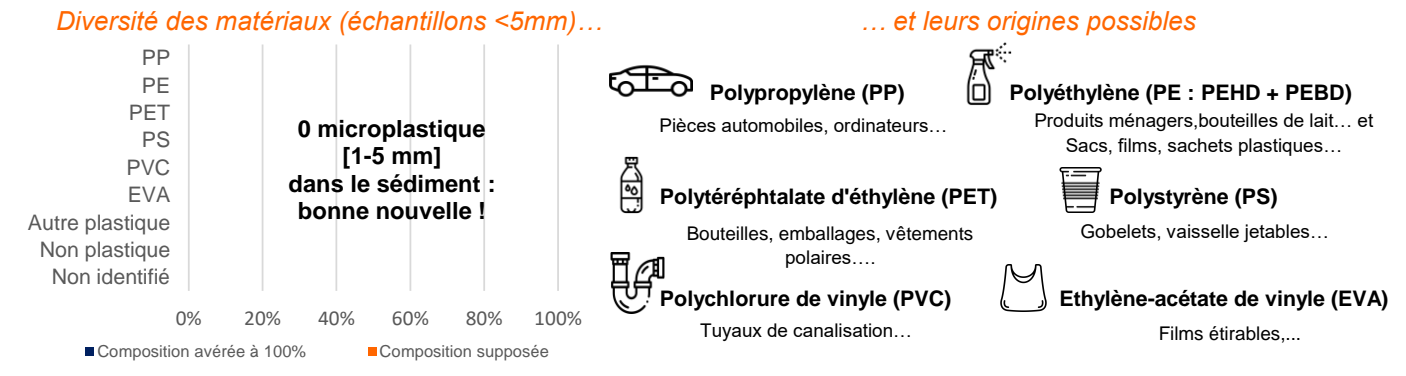 Diversité des matériaux (échantillons <5mm)…
PP
PE
PET
PS
PVC
EVA
Autre plastique
Non plastique
Non identifié
0 microplastique
[1-5 mm]
dans le sédiment :
bonne nouvelle !
0% 20% 40% 60% 80% 100%
Composition avérée à 100% Composition supposée
… et leurs origines possibles
Polypropylène (PP)
Pièces automobiles, ordinateurs…
Polyéthylène (PE : PEHD + PEBD)
Produits ménagers,bouteilles de lait… et
Sacs, films, sachets plastiques…
Polytéréphtalate d'éthylène (PET)
Bouteilles, emballages, vêtements
polaires….
Polystyrène (PS)
Gobelets, vaisselle jetables…
Polychlorure de vinyle (PVC)
Tuyaux de canalisation…
Ethylène-acétate de vinyle (EVA)
Films étirables,...